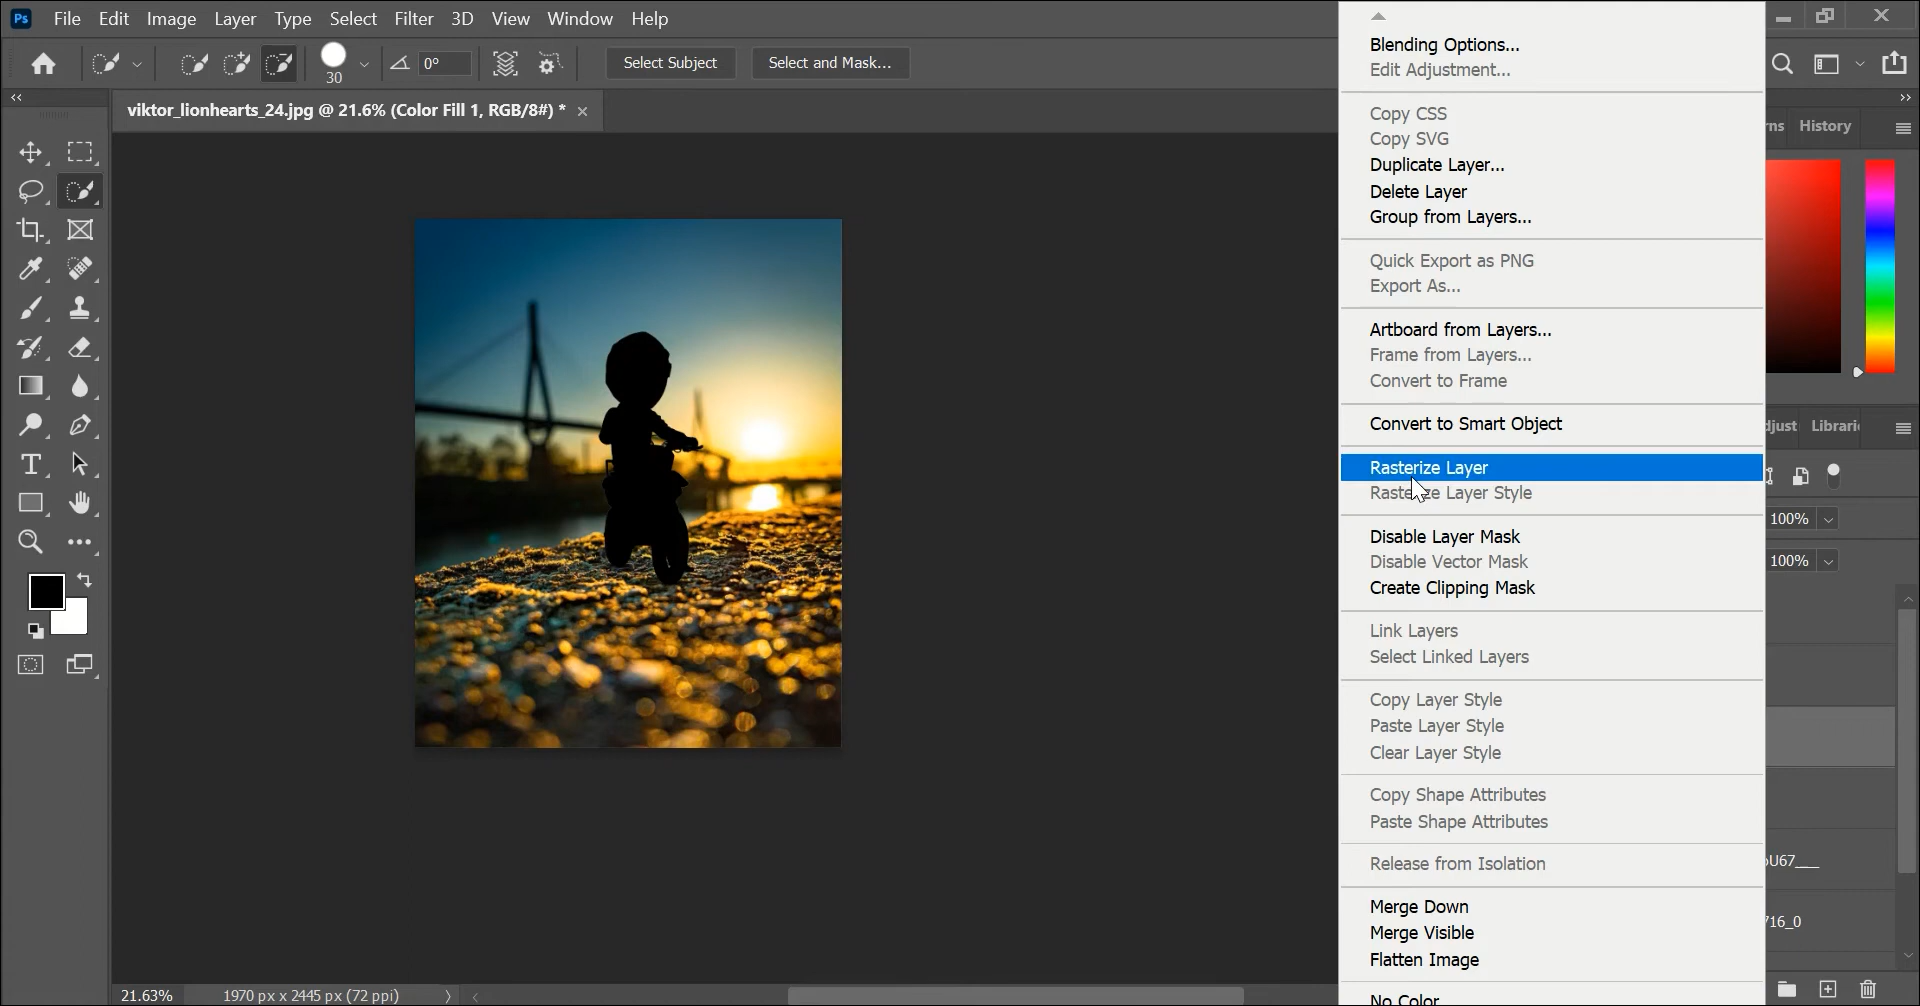 Ps File Edit Image Layer Type Select Filter 3D View Window Help
30 0° Select Subject Select and Mask...
viktor_lionhearts_24.jpg @ 21.6% (Color Fill 1, RGB/8#) * ×
Blending Options...
Edit Adjustment...
Copy CSS
Copy SVG
Duplicate Layer...
Delete Layer
Group from Layers...
Quick Export as PNG
Export As...
Artboard from Layers...
Frame from Layers...
Convert to Frame
Convert to Smart Object
Rasterize Layer
Rasterize Layer Style
Disable Layer Mask
Disable Vector Mask
Create Clipping Mask
Link Layers
Select Linked Layers
Copy Layer Style
Paste Layer Style
Clear Layer Style
Copy Shape Attributes
Paste Shape Attributes
Release from Isolation
Merge Down
Merge Visible
Flatten Image
No Color
rns History
djust Librari
100%
100%
U67___
716_0
21.63% 1970 px x 2445 px (72 ppi)